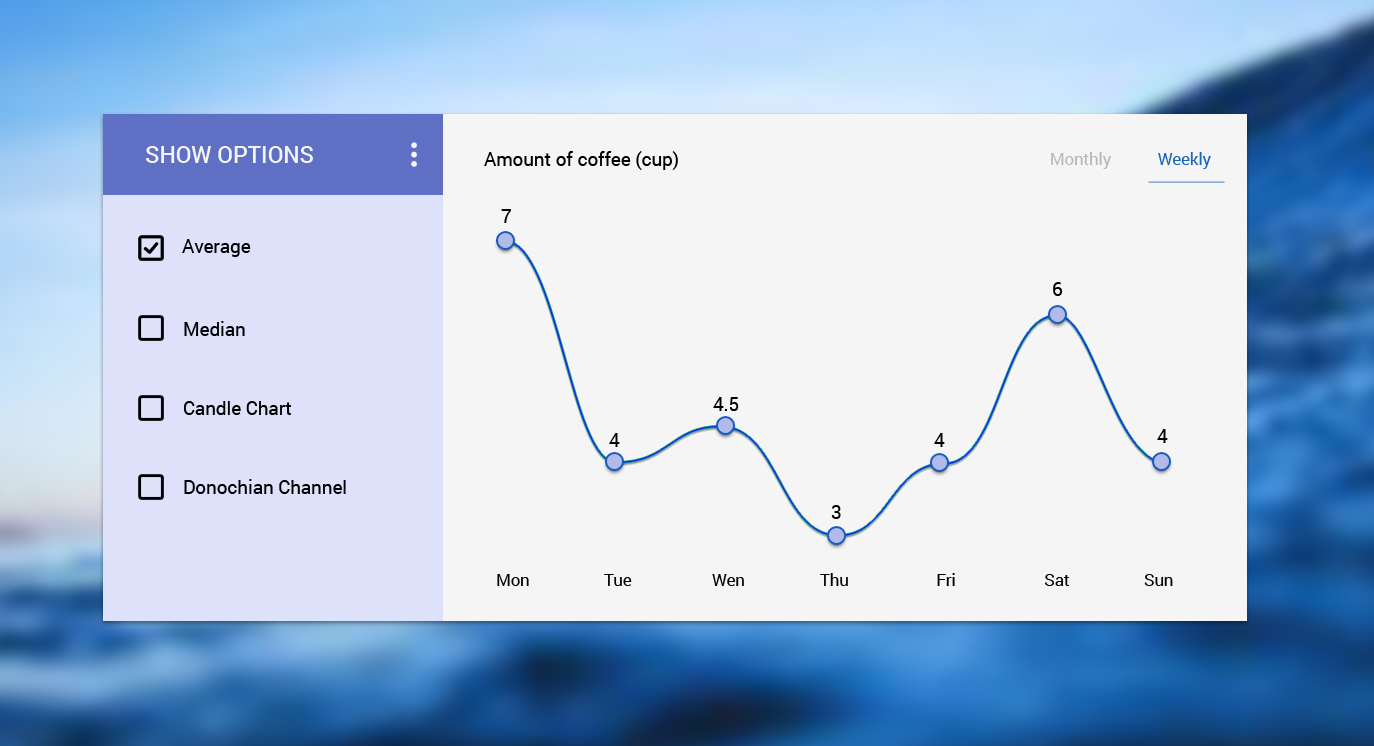 SHOW OPTIONS
Average
Median
Candle Chart
Donochian Channel
Amount of coffee (cup)
Monthly Weekly
7
4
4.5
3
4
6
4
Mon Tue Wen Thu Fri Sat Sun